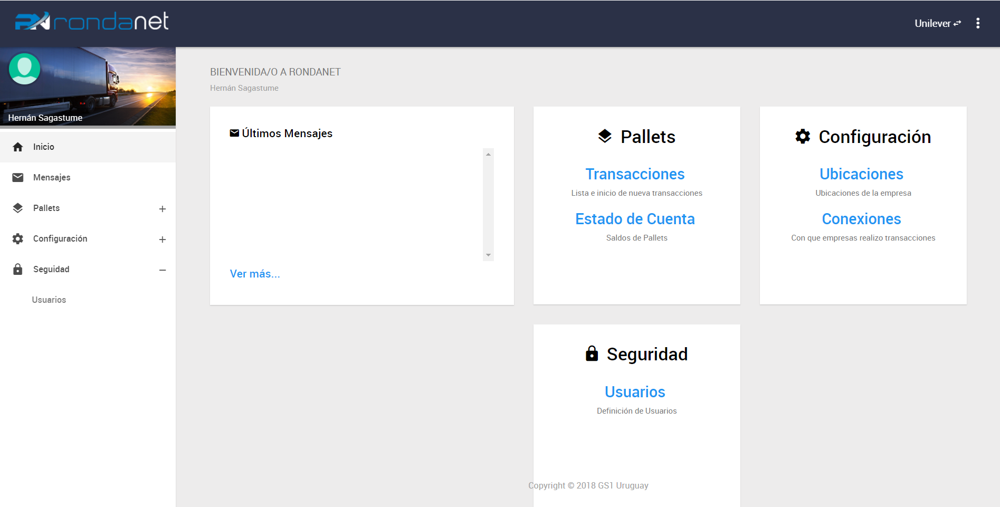 rondanet
Unilever
Hernán Sagastume
Inicio
Mensajes
Pallets
Configuración
Seguidad
Usuarios
BIENVENIDA/O A RONDANET
Hernán Sagastume
Últimos Mensajes
Ver más...
Pallets
Transacciones
Lista e inicio de nueva transacciones
Estado de Cuenta
Saldos de Pallets
Configuración
Ubicaciones
Ubicaciones de la empresa
Conexiones
Con que empresas realizo transacciones
Seguridad
Usuarios
Definición de Usuarios
Copyright © 2018 GS1 Uruguay